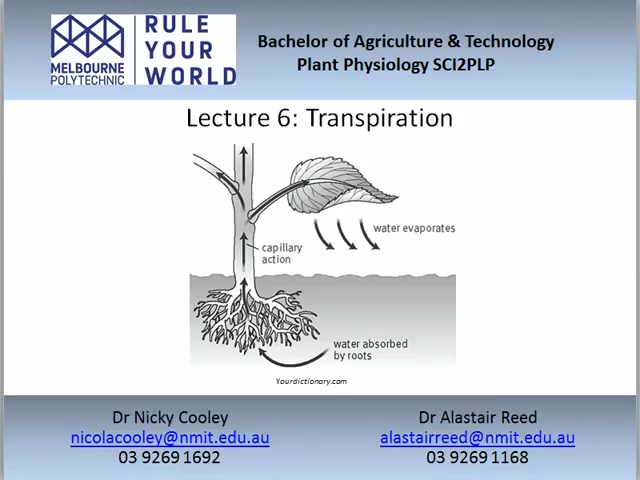 MELBOURNE
POLYTECHNIC
RULE
YOUR
WORLD
Bachelor of Agriculture & Technology
Plant Physiology SCI2PLP
Lecture 6: Transpiration
water evaporates
capillary
action
water absorbed
by roots
Yourdictionary.com
Dr Nicky Cooley
nicolacooley@nmit.edu.au
03 9269 1692
Dr Alastair Reed
alastairreed@nmit.edu.au
03 9269 1168